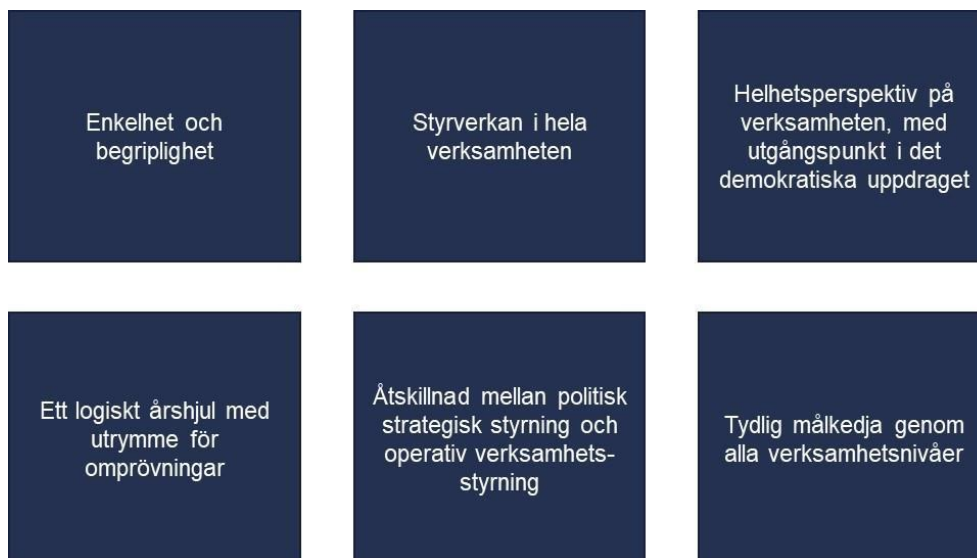 Enkelhet och
begriplighet
Styrverkan i hela
verksamheten
Helhetsperspektiv på
verksamheten, med
utgångspunkt i det
demokratiska uppdraget
Ett logiskt årshjul med
utrymme för
omprövningar
Åtskillnad mellan politisk
strategisk styrning och
operativ verksamhets-
styrning
Tydlig målkedja genom
alla verksamhetsnivåer